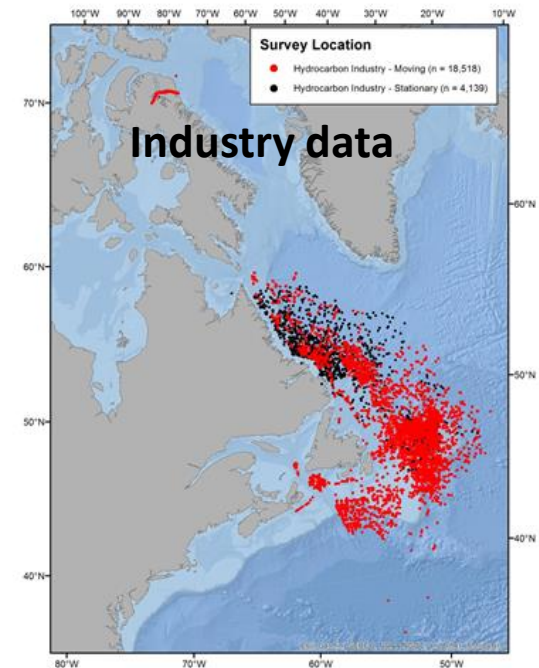 100°W 90°W 80°W 70°W 60°W 50°W 40°W 30°W 20°W 10°W
Survey Location
Hydrocarbon Industry - Moving (n = 18,518)
Hydrocarbon Industry - Stationary (n = 4,139)
70°N
Industry data
60°N
60°N
50°N
50°N
40°N
40°N
80°W 70°W 60°W 50°W